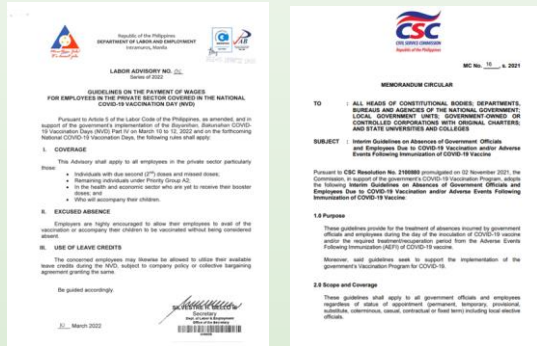 Republic of the Philippines
DEPARTMENT OF LABOR AND EMPLOYMENT
Intramuros, Manila
LABOR ADVISORY NO.
Series of 2022
GUIDELINES ON THE PAYMENT OF WAGES
FOR EMPLOYEES IN THE PRIVATE SECTOR COVERED IN THE NATIONAL
COVID-19 VACCINATION DAY (NVD)
Pursuant to Article 5 of the Labor Code of the Philippines, as amended, and in
support of the government's implementation of the Bayanihan, Bakunahan COVID-
19 Vaccination Days (NVD) Part IV on March 10 to 12, 2022 and on the forthcoming
National COVID-19 Vaccination Days, the following rules shall apply:
I. COVERAGE
This Advisory shall apply to all employees in the private sector particularly
those:
• Individuals with due second (2nd) doses and missed doses;
• Remaining individuals under Priority Group A2;
• In the health and economic sector who are yet to receive their booster
doses; and
• Who will accompany their children.
II. EXCUSED ABSENCE
Employers are highly encouraged to allow their employees to avail of the
vaccination or accompany their children to be vaccinated without being considered
absent.
III. USE OF LEAVE CREDITS
The concerned employees may likewise be allowed to utilize their available
leave credits during the NVD, subject to company policy or collective bargaining
agreement granting the same.
Be guided accordingly.
SILVESTRE H. BELLO III
Secretary
Dept. of Labor & Employment
Office of the Secretary
March 2022
CSC
CIVIL SERVICE COMMISSION
Republic of the Philippines
MC No. 16, s. 2021
MEMORANDUM CIRCULAR
TO : ALL HEADS OF CONSTITUTIONAL BODIES; DEPARTMENTS,
BUREAUS AND AGENCIES OF THE NATIONAL GOVERNMENT;
LOCAL GOVERNMENT UNITS; GOVERNMENT-OWNED OR
CONTROLLED CORPORATIONS WITH ORIGINAL CHARTERS;
AND STATE UNIVERSITIES AND COLLEGES
SUBJECT : Interim Guidelines on Absences of Government Officials
and Employees Due to COVID-19 Vaccination and/or Adverse
Events Following Immunization of COVID-19 Vaccine
Pursuant to CSC Resolution No. 2100980 promulgated on 02 November 2021, the
Commission, in support of the government's COVID-19 Vaccination Program, adopts
the following Interim Guidelines on Absences of Government Officials and
Employees Due to COVID-19 Vaccination and/or Adverse Events Following
Immunization of COVID-19 Vaccine.
1.0 Purpose
These guidelines provide for the treatment of absences incurred by government
officials and employees during the day of the inoculation of COVID-19 vaccine
and/or the required treatment/recuperation period from the Adverse Events
Following Immunization (AEFI) of COVID-19 vaccine.
Moreover, said guidelines seek to support the implementation of the
government's Vaccination Program for COVID-19.
2.0 Scope and Coverage
These guidelines shall apply to all government officials and employees
regardless of status of appointment (permanent, temporary, provisional,
substitute, coterminous, casual, contractual or fixed term) including local elective
officials.